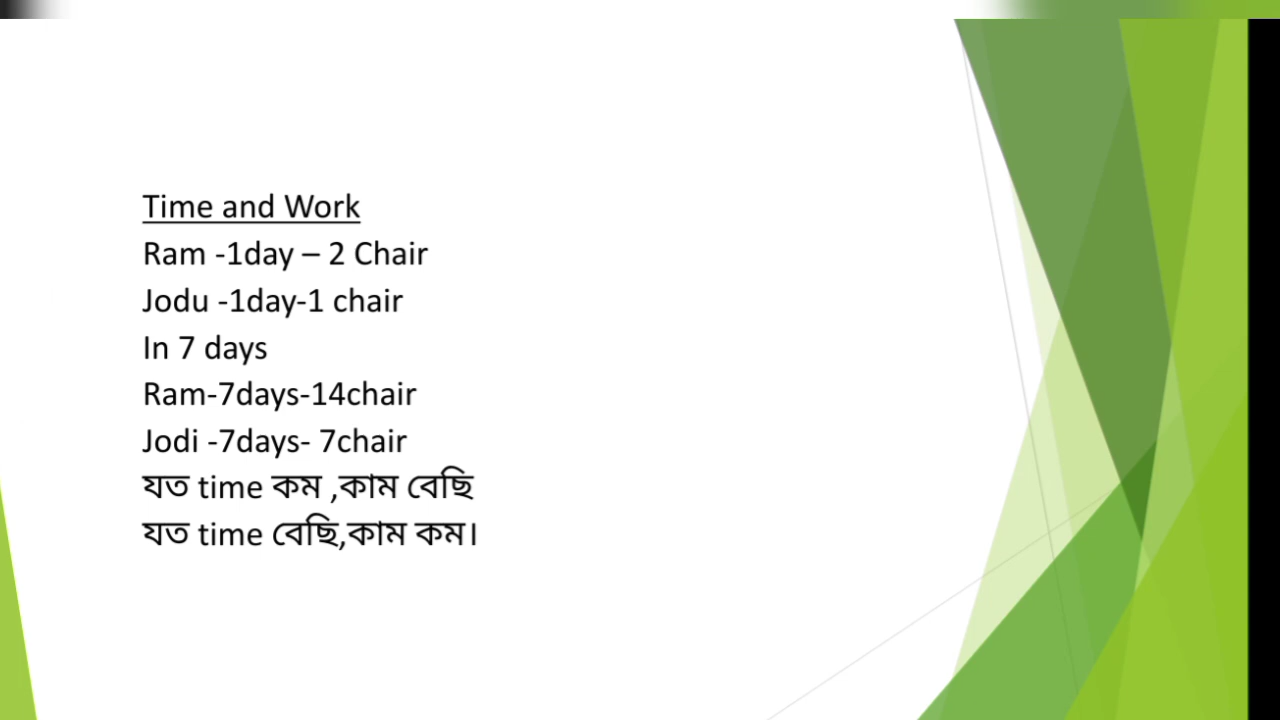 Time and Work
Ram -1day – 2 Chair
Jodu -1day-1 chair
In 7 days
Ram-7days-14chair
Jodi -7days- 7chair
যত time কম ,কাম বেছি
যত time বেছি,কাম কম।